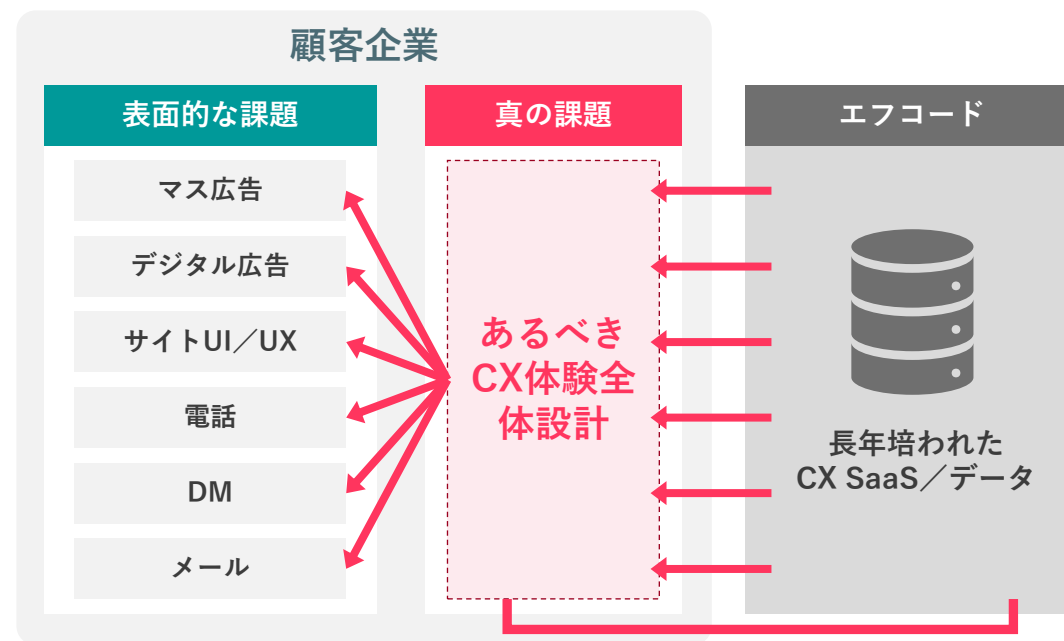 顧客企業
表面的な課題
マス広告
デジタル広告
サイトUI／UX
電話
DM
メール
真の課題
あるべき
CX体験全
体設計
エフコード
長年培われた
CX SaaS／データ